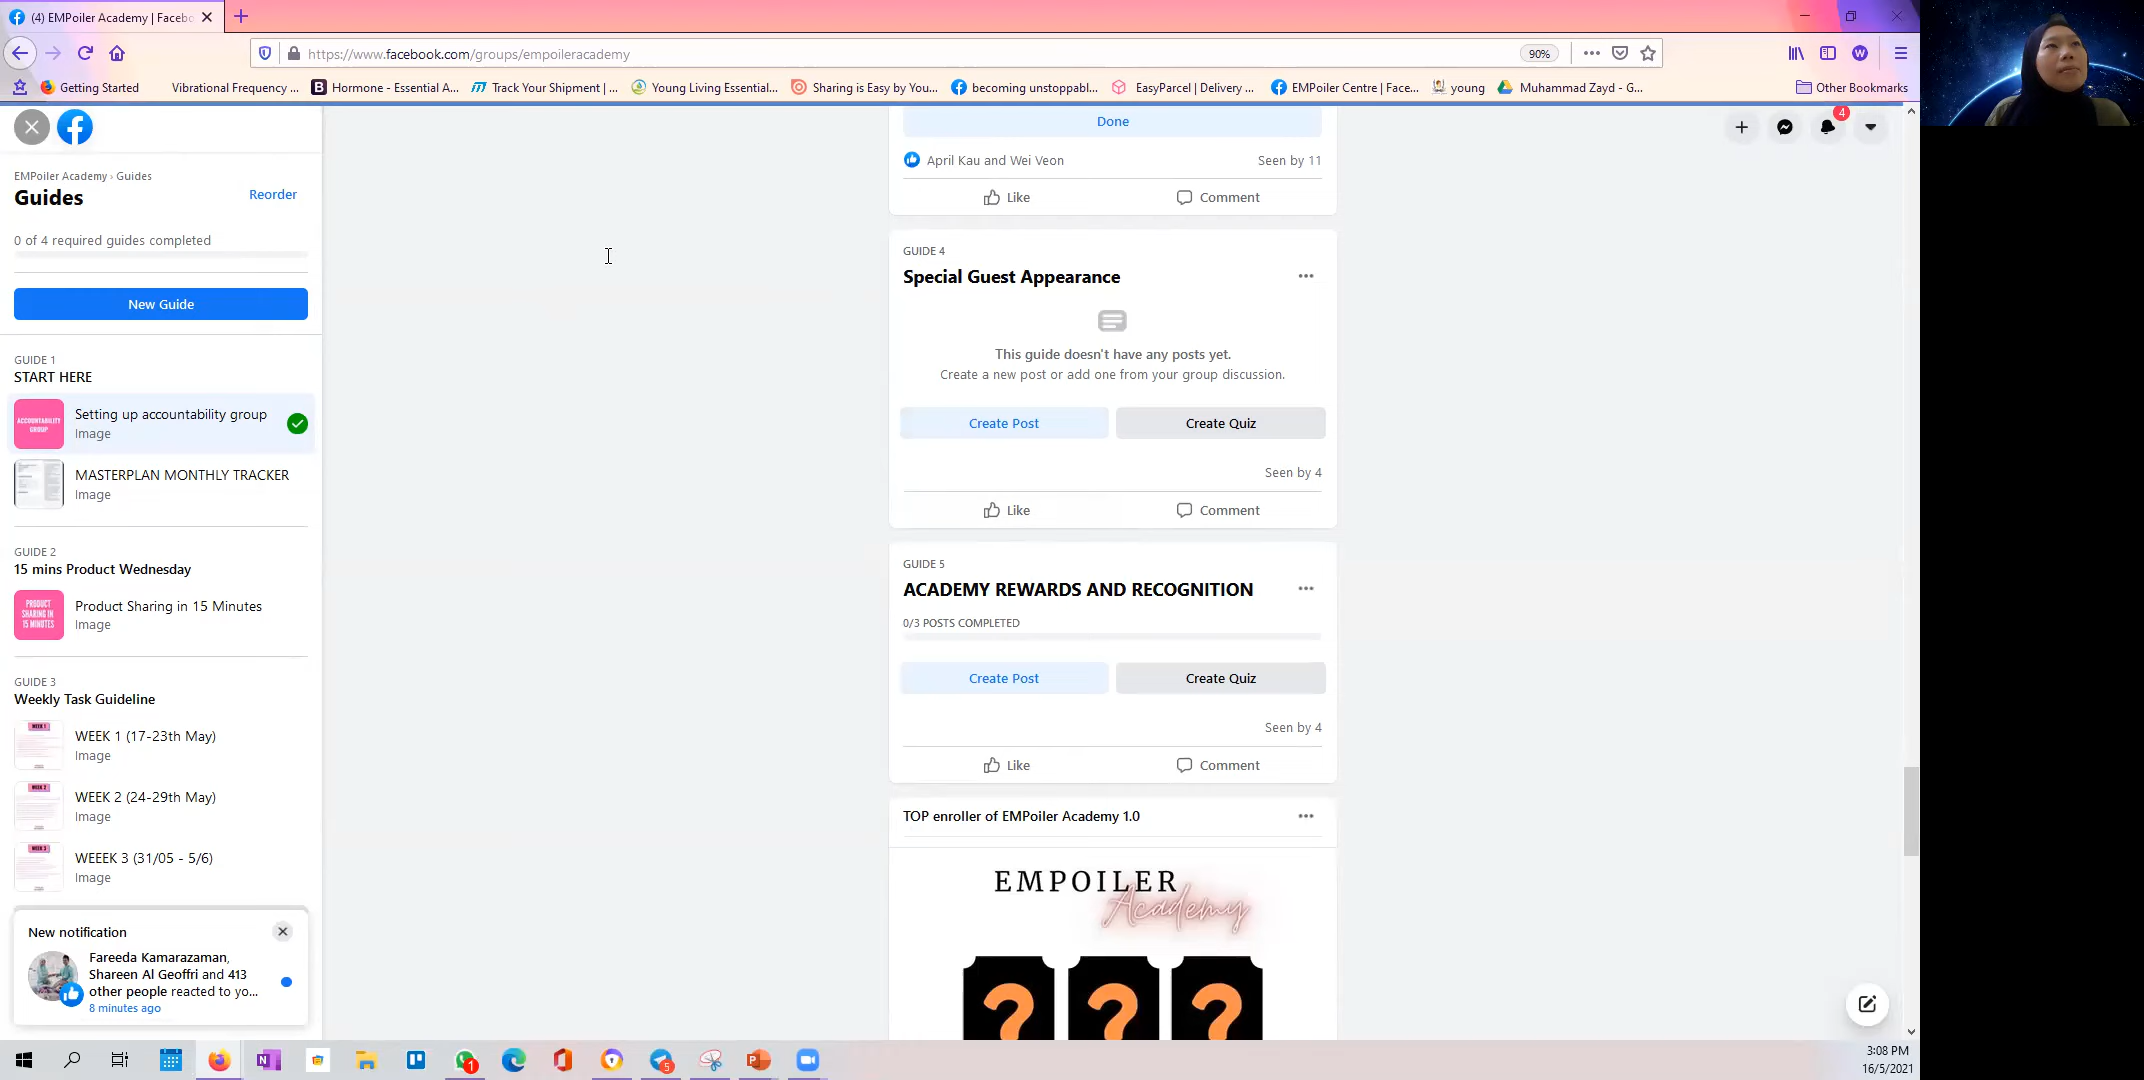 (4) EMPoiler Academy | Facebo
https://www.facebook.com/groups/empoileracademy
90%
Getting Started
Vibrational Frequency ...
Hormone - Essential A...
Track Your Shipment | ...
Young Living Essential...
Sharing is Easy by You...
becoming unstoppabl...
EasyParcel | Delivery ...
EMPoiler Centre | Face...
young
Muhammad Zayd - G...
Other Bookmarks
4
EMPoiler Academy › Guides
Guides
Reorder
0 of 4 required guides completed
New Guide
GUIDE 1
START HERE
ACCOUNTABILITY
GROUP
Setting up accountability group
Image
MASTERPLAN MONTHLY TRACKER
Image
GUIDE 2
15 mins Product Wednesday
PRODUCT
SHARING IN
15 MINUTES
Product Sharing in 15 Minutes
Image
GUIDE 3
Weekly Task Guideline
WEEK 1
WEEK 1 (17-23th May)
Image
WEEK 2
WEEK 2 (24-29th May)
Image
WEEK 3
WEEEK 3 (31/05 - 5/6)
Image
New notification
Fareeda Kamarazaman,
Shareen Al Geoffri and 413
other people reacted to yo...
8 minutes ago
Done
April Kau and Wei Veon
Seen by 11
Like
Comment
GUIDE 4
Special Guest Appearance
This guide doesn't have any posts yet.
Create a new post or add one from your group discussion.
Create Post
Create Quiz
Seen by 4
Like
Comment
GUIDE 5
ACADEMY REWARDS AND RECOGNITION
0/3 POSTS COMPLETED
Create Post
Create Quiz
Seen by 4
Like
Comment
TOP enroller of EMPoiler Academy 1.0
EMPOILER
Academy
? ? ?
1
5
3:08 PM
16/5/2021